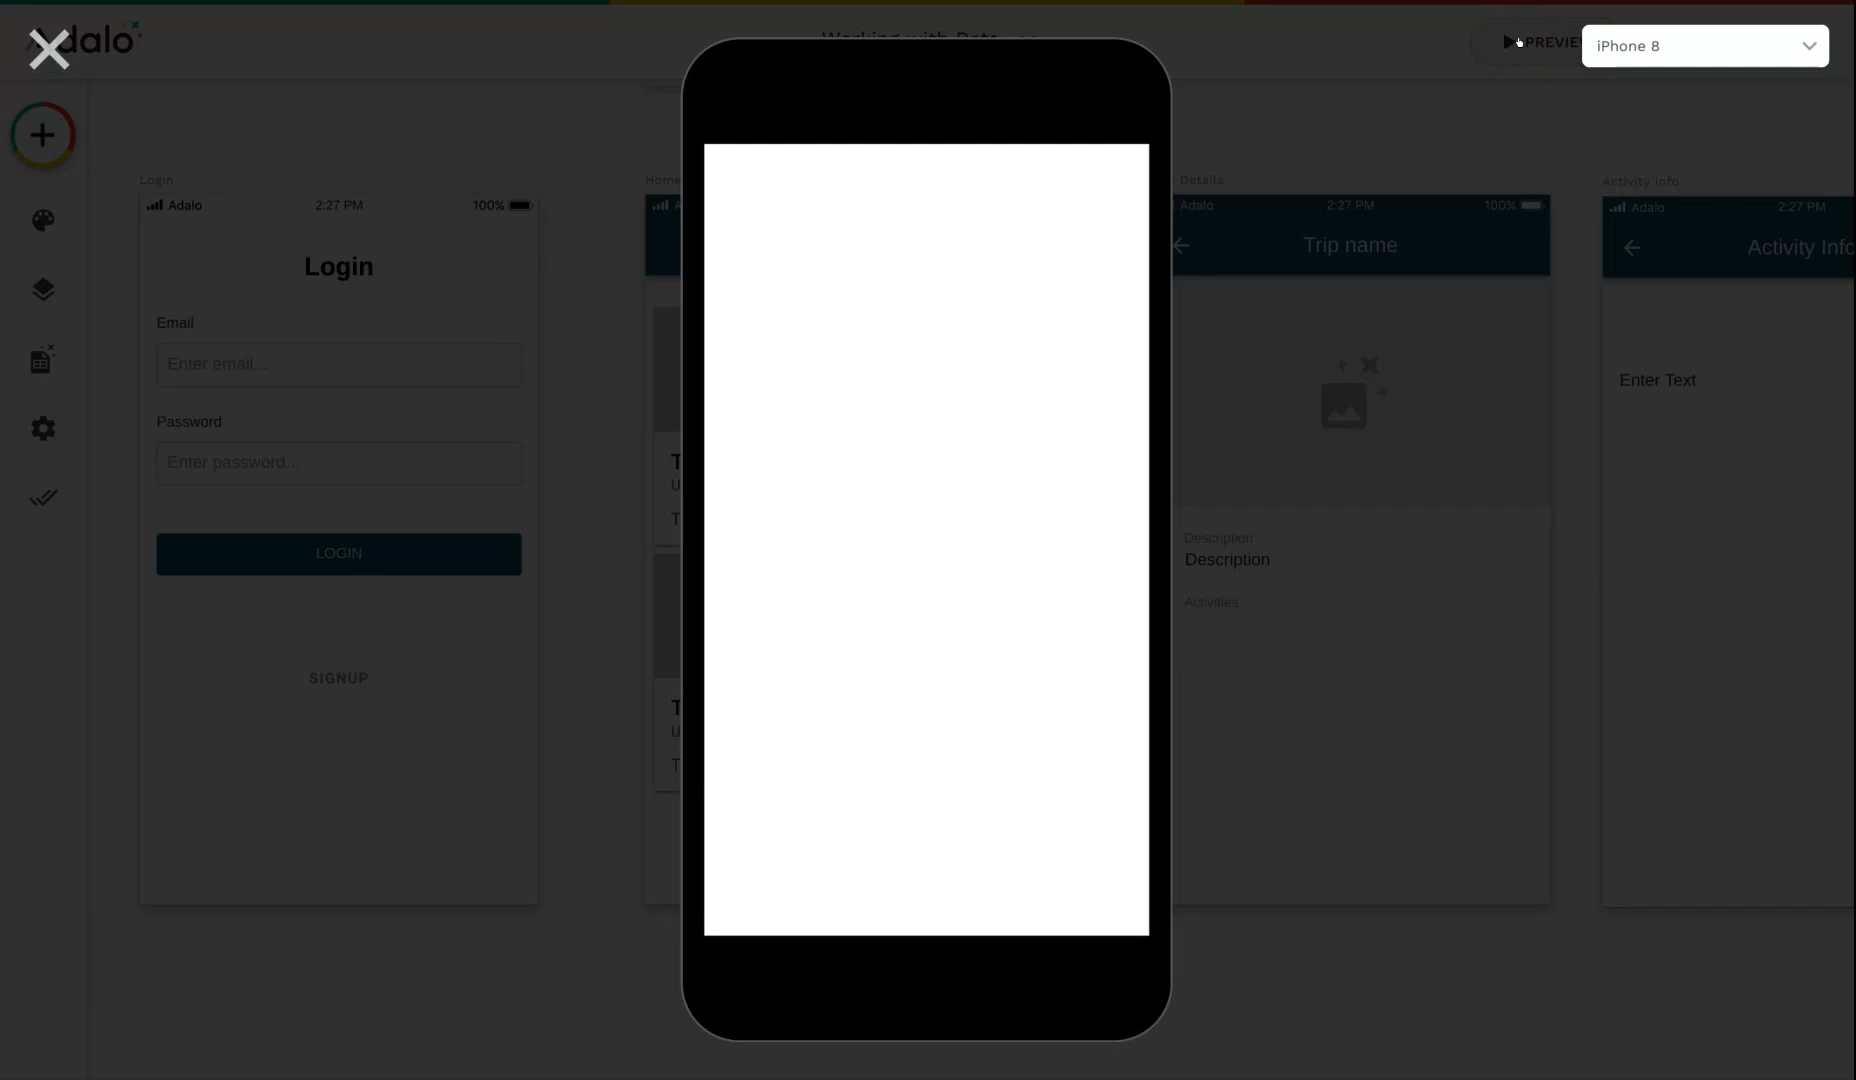 Adalo
PREVIE
iPhone 8
Login
Adalo
2:27 PM
100%
Login
Email
Enter email...
Password
Enter password...
LOGIN
SIGNUP
Home
A
T
U
T
T
U
T
Details
Adalo
2:27 PM
100%
Trip name
Description
Description
Activities
Activity Info
Adalo
2:27 PM
Activity Info
Enter Text